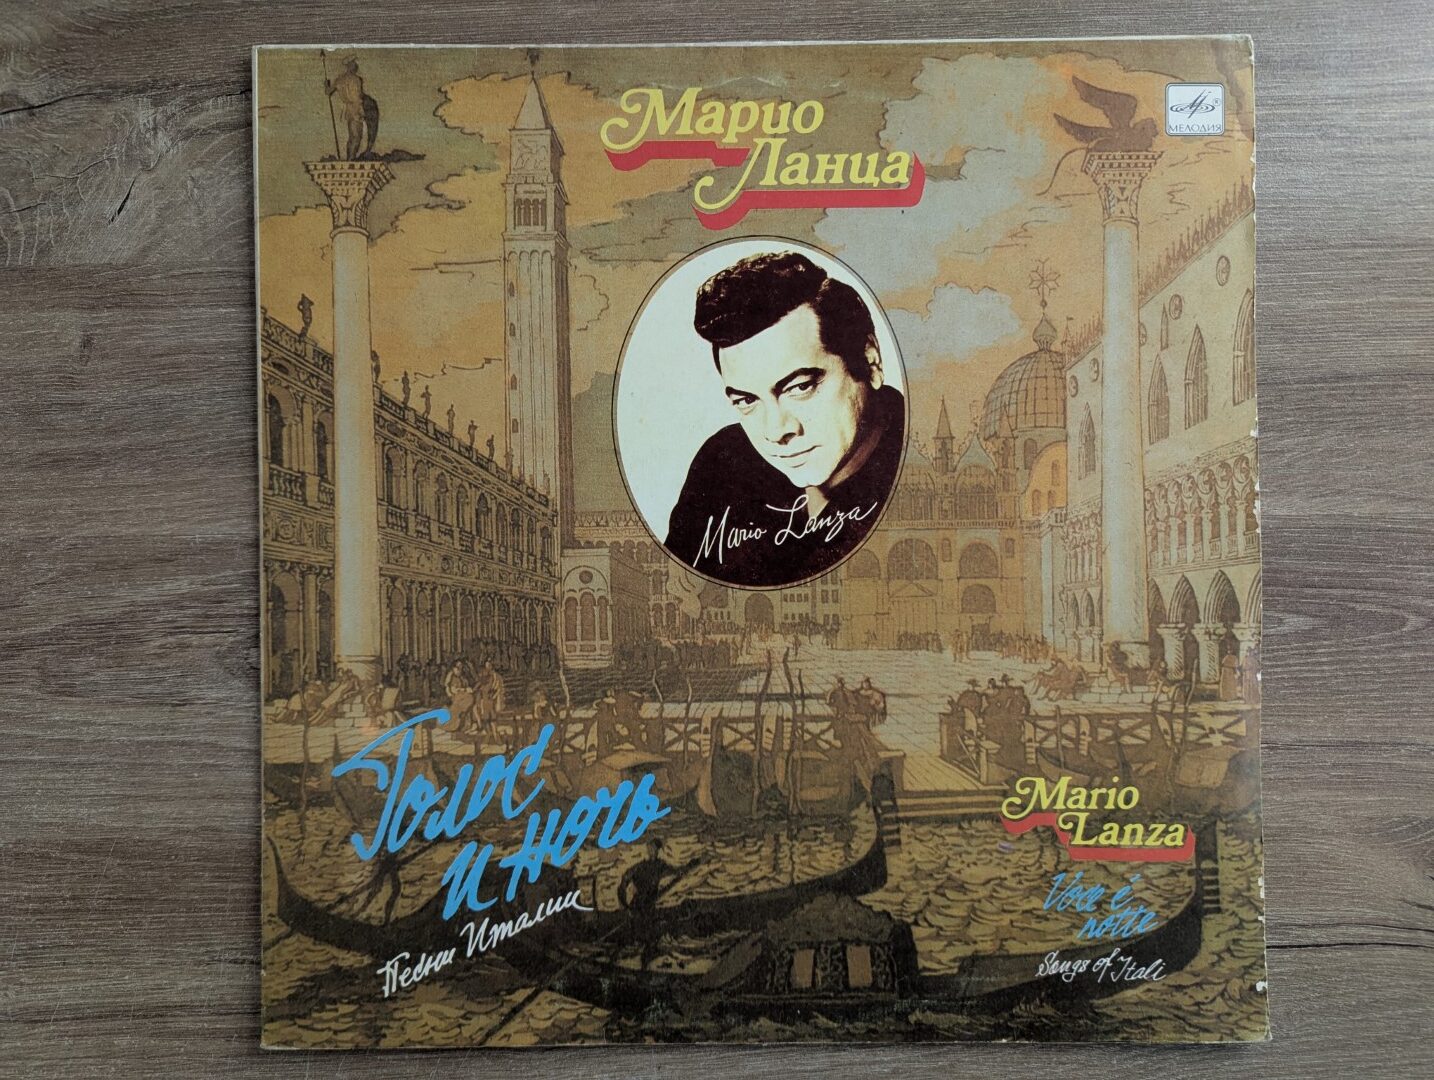 Марио
Ланца
МЕЛОДИЯ
Mario Lanza
Голос
и ночь
Песни Италии
Mario
Lanza
Voce é
notte
Songs of Itali